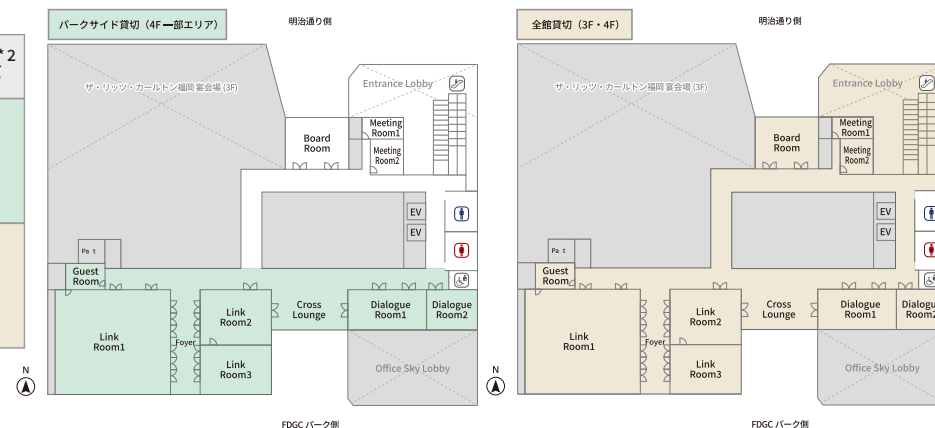 2
パークサイド貸切（4F 一部エリア）
明治通り側
ザ・リッツ・カールトン福岡 宴会場 (3F)
Entrance Lobby
Board
Room
Meeting
Room1
Meeting
Room2
EV
EV
Guest
Room
Link
Room1
Foyer
Link
Room2
Link
Room3
Cross
Lounge
Dialogue
Room1
Dialogue
Room2
Office Sky Lobby
N
FDGC パーク側
全館貸切（3F・4F）
明治通り側
ザ・リッツ・カールトン福岡 宴会場 (3F)
Entrance Lobby
Board
Room
Meeting
Room1
Meeting
Room2
EV
EV
Guest
Room
Link
Room1
Foyer
Link
Room2
Link
Room3
Cross
Lounge
Dialogue
Room1
Office Sky Lobby
N
FDGC パーク側